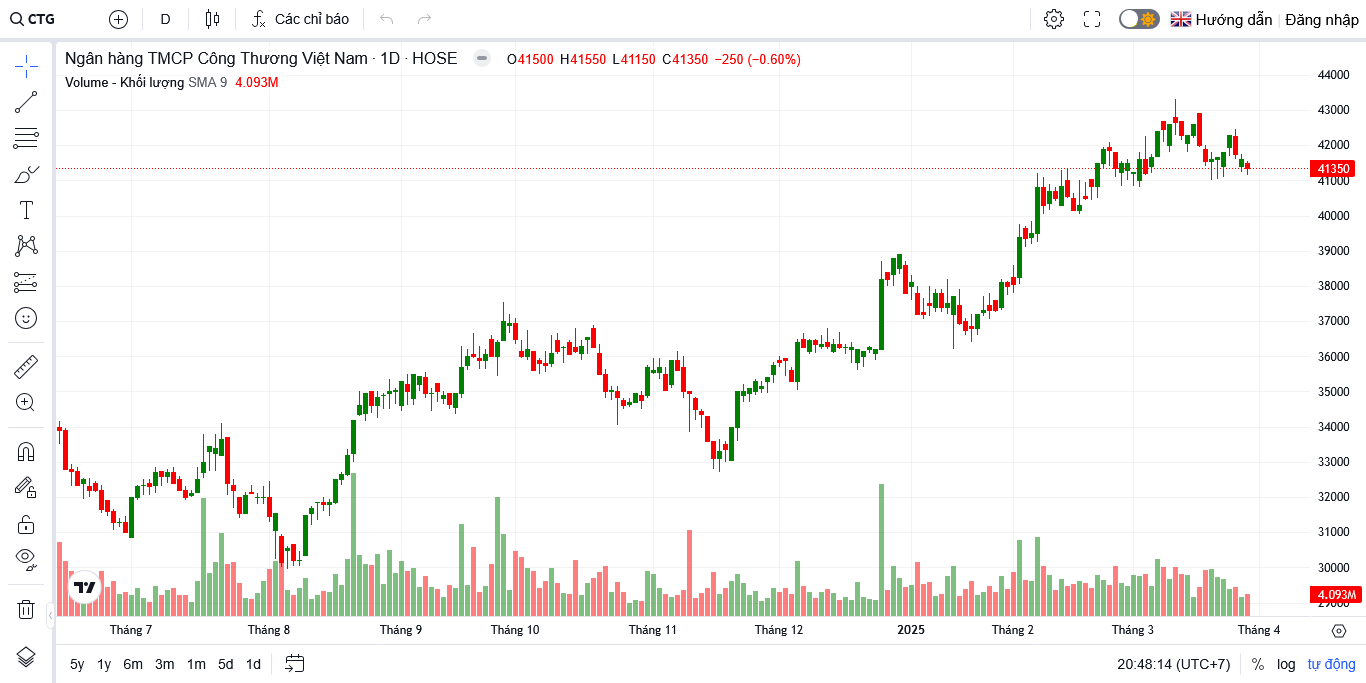 CTG D Các chỉ báo Hướng dẫn Đăng nhập
Ngân hàng TMCP Công Thương Việt Nam · 1D · HOSE O41500 H41550 L41150 C41350 −250 (−0.60%)
Volume - Khối lượng SMA 9 4.093M
44000
43000
42000
41350
41000
40000
39000
38000
37000
36000
35000
34000
33000
32000
31000
30000
4.093M
29000
Tháng 7 Tháng 8 Tháng 9 Tháng 10 Tháng 11 Tháng 12 2025 Tháng 2 Tháng 3 Tháng 4
5y 1y 6m 3m 1m 5d 1d 20:48:14 (UTC+7) % log tự động